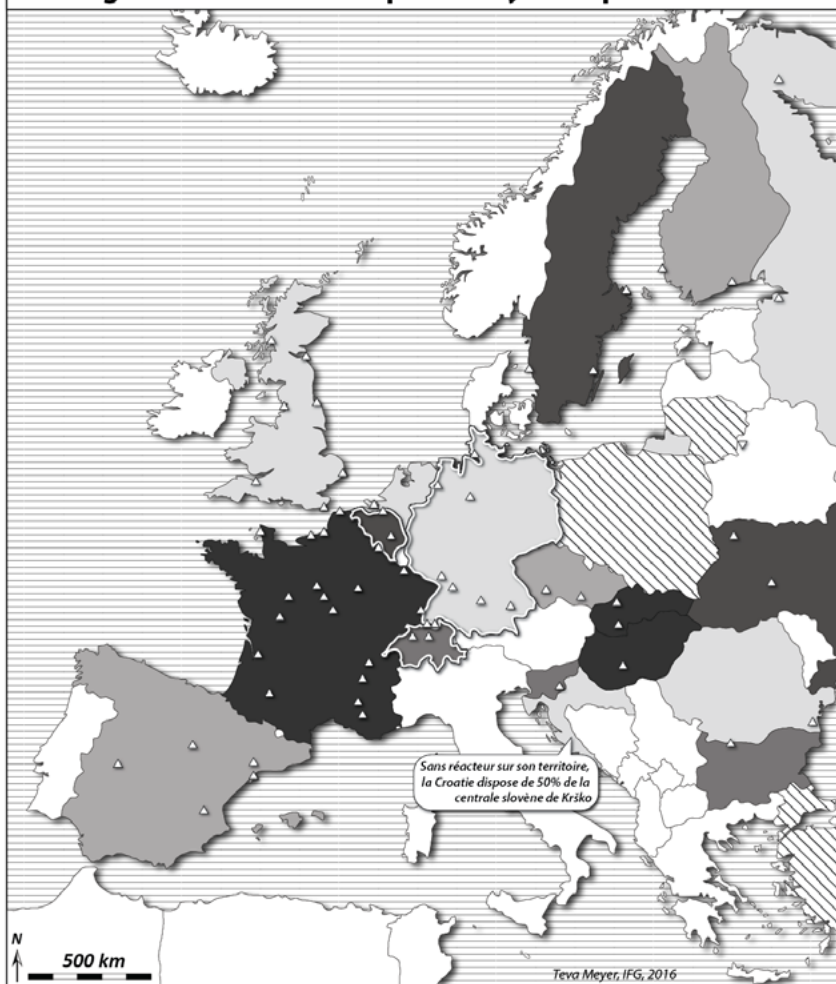 Sans réacteur sur son territoire,
la Croatie dispose de 50% de la
centrale slovène de Krško
N
500 km
Teva Meyer, IFG, 2016